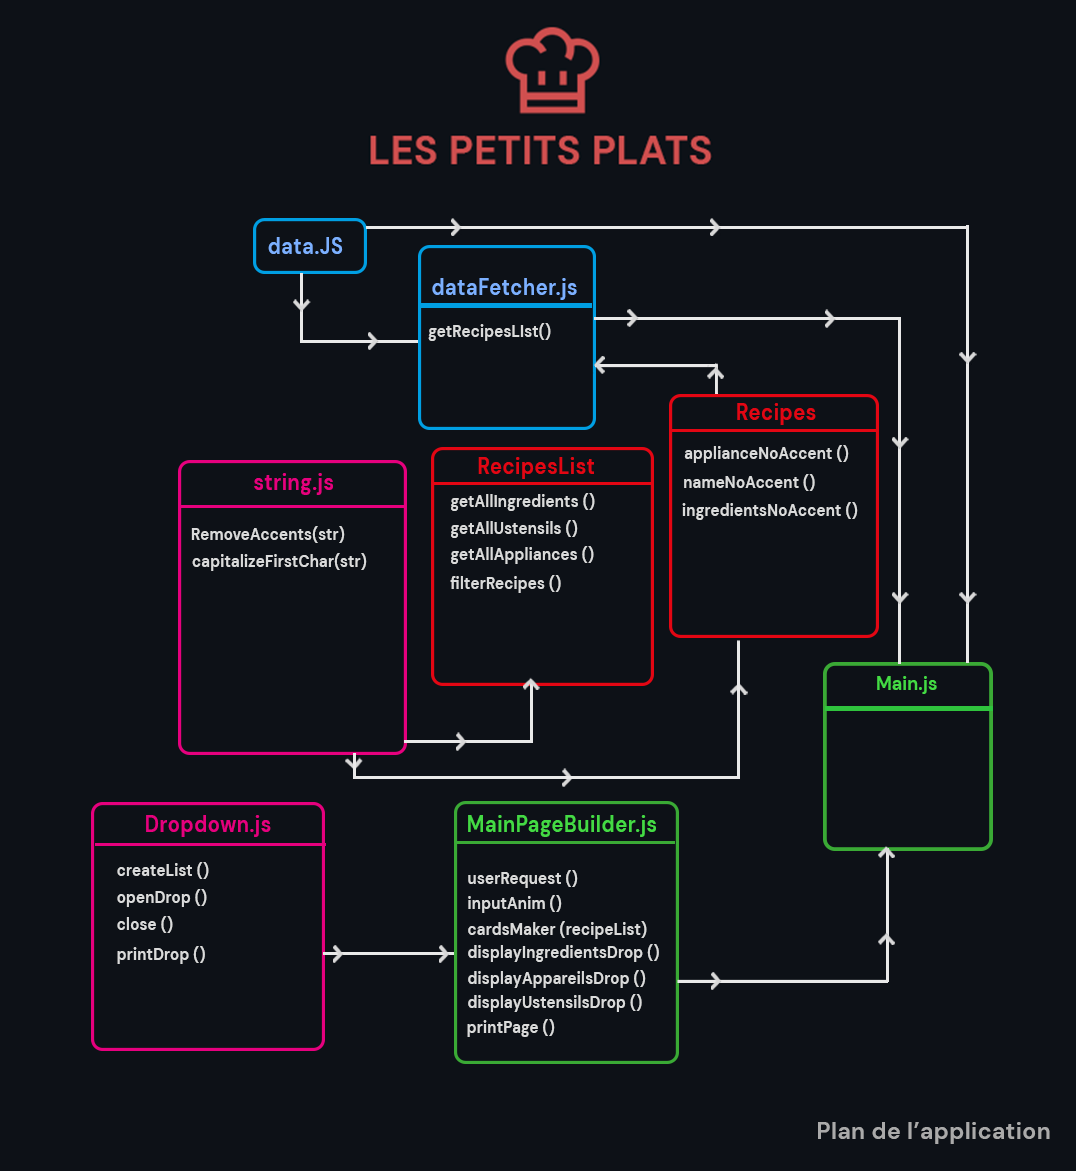 LES PETITS PLATS
data.JS
dataFetcher.js
getRecipesLIst()
Recipes
applianceNoAccent ()
nameNoAccent ()
ingredientsNoAccent ()
RecipesList
getAllIngredients ()
getAllUstensils ()
getAllAppliances ()
filterRecipes ()
string.js
RemoveAccents(str)
capitalizeFirstChar(str)
Main.js
Dropdown.js
createList ()
openDrop ()
close ()
printDrop ()
MainPageBuilder.js
userRequest ()
inputAnim ()
cardsMaker (recipeList)
displayIngredientsDrop ()
displayAppareilsDrop ()
displayUstensilsDrop ()
printPage ()
Plan de l’application